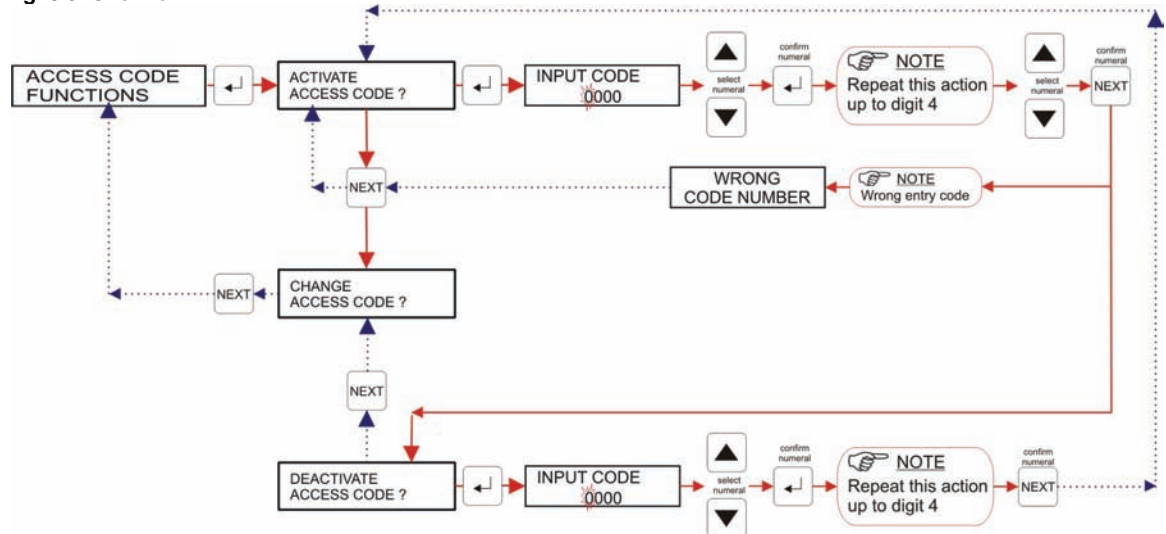 ACCESS CODE
FUNCTIONS
ACTIVATE
ACCESS CODE ?
INPUT CODE
0000
select
numeral
confirm
numeral
NOTE
Repeat this action
up to digit 4
select
numeral
confirm
numeral
NEXT
NEXT
WRONG
CODE NUMBER
NOTE
Wrong entry code
NEXT
CHANGE
ACCESS CODE ?
NEXT
DEACTIVATE
ACCESS CODE ?
INPUT CODE
0000
select
numeral
confirm
numeral
NOTE
Repeat this action
up to digit 4
confirm
numeral
NEXT